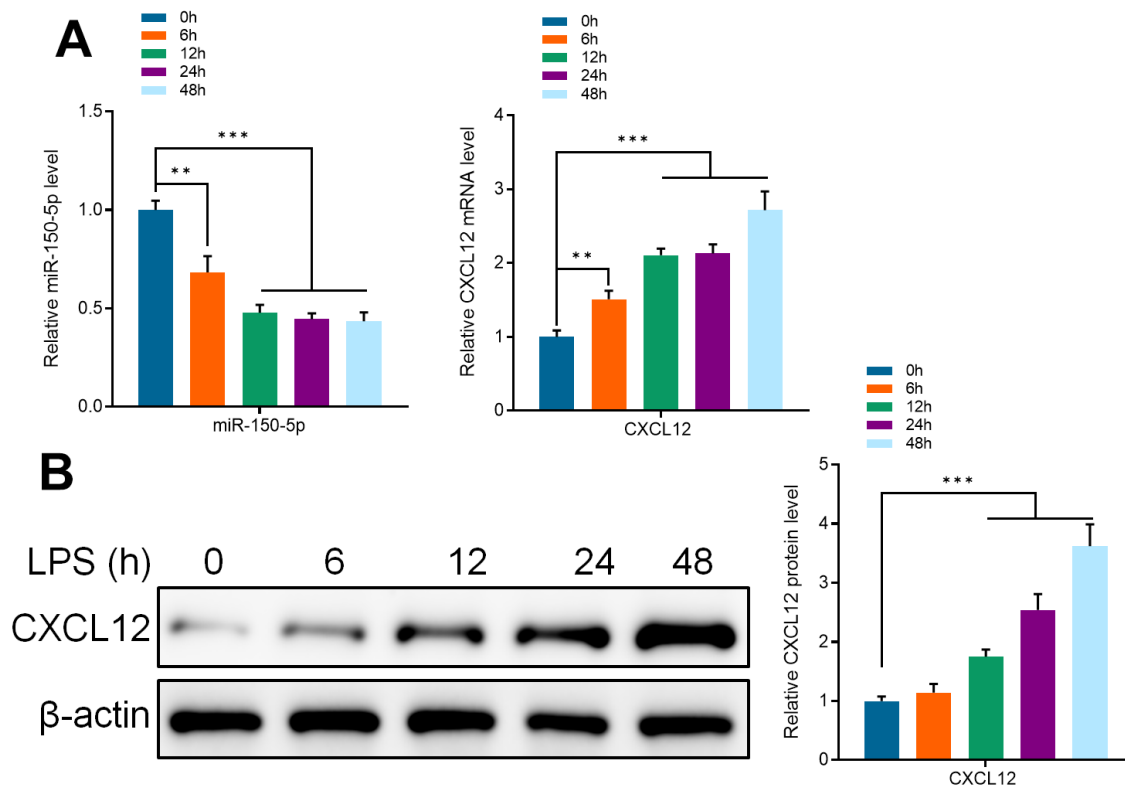 A
0h
6h
12h
24h
48h
Relative miR-150-5p level
1.5
1.0
0.5
0.0
***
**
miR-150-5p
0h
6h
12h
24h
48h
Relative CXCL12 mRNA level
4
3
2
1
0
***
**
CXCL12
B
LPS (h) 0 6 12 24 48
CXCL12
β-actin
0h
6h
12h
24h
48h
Relative CXCL12 protein level
5
4
3
2
1
0
***
CXCL12